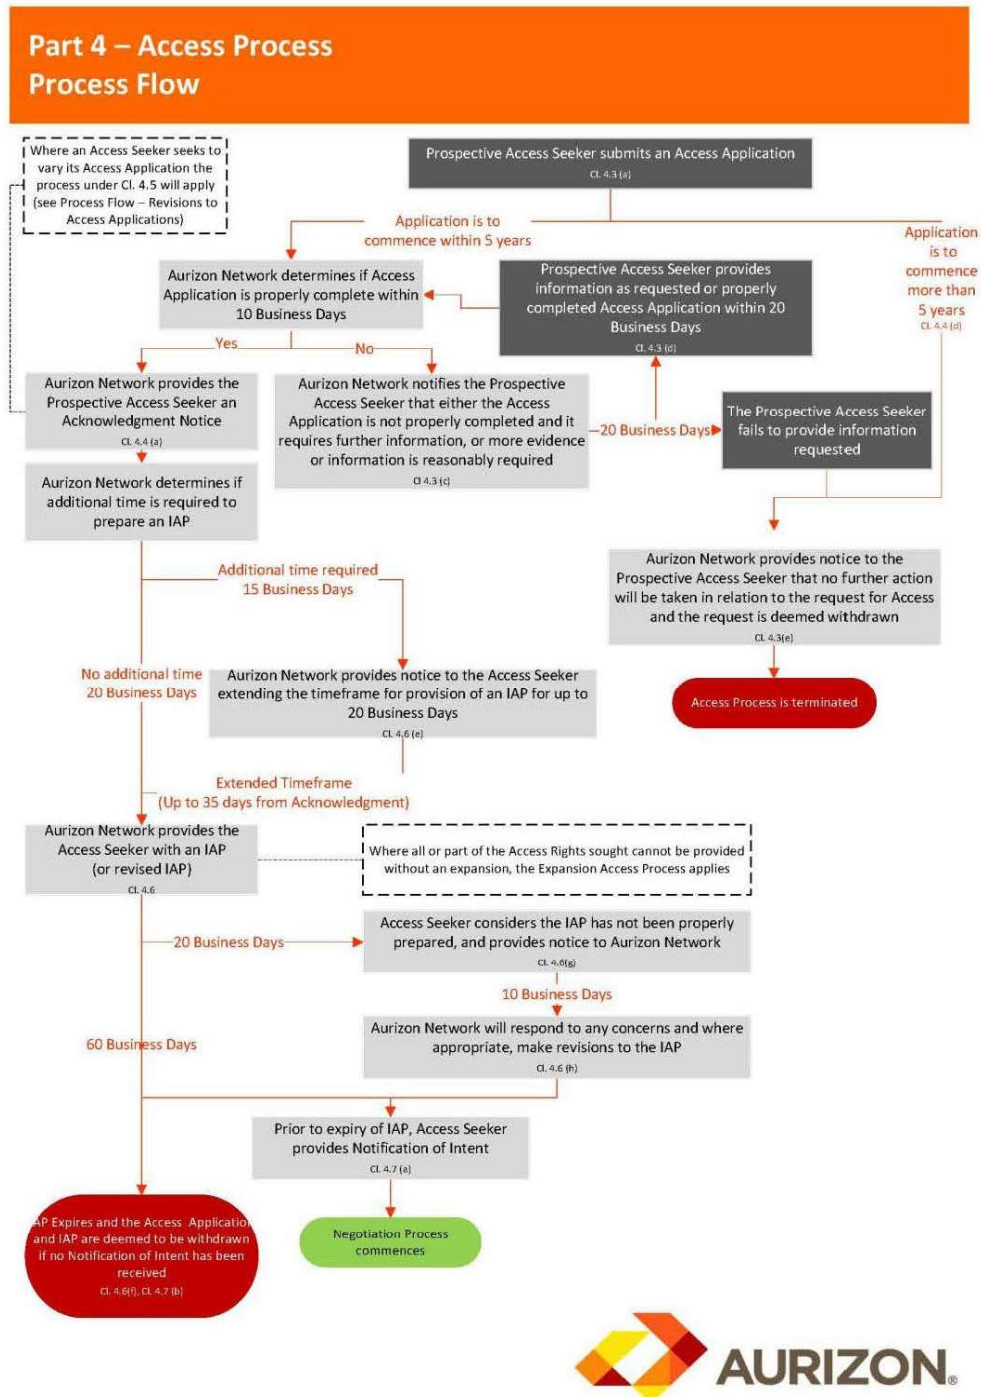 Part 4 – Access Process
Process Flow
Where an Access Seeker seeks to
vary its Access Application the
process under Cl. 4.5 will apply
(see Process Flow – Revisions to
Access Applications)
Prospective Access Seeker submits an Access Application
Cl. 4.3 (a)
Application is to
commence within 5 years
Application
is to
commence
more than
5 years
Cl. 4.4 (d)
Aurizon Network determines if Access
Application is properly complete within
10 Business Days
Prospective Access Seeker provides
information as requested or properly
completed Access Application within 20
Business Days
Cl. 4.3 (d)
Yes
No
Aurizon Network provides the
Prospective Access Seeker an
Acknowledgment Notice
Cl. 4.4 (a)
Aurizon Network notifies the Prospective
Access Seeker that either the Access
Application is not properly completed and it
requires further information, or more evidence
or information is reasonably required
Cl 4.3 (c)
20 Business Days
The Prospective Access Seeker
fails to provide information
requested
Aurizon Network determines if
additional time is required to
prepare an IAP
Additional time required
15 Business Days
Aurizon Network provides notice to the
Prospective Access Seeker that no further action
will be taken in relation to the request for Access
and the request is deemed withdrawn
Cl. 4.3(e)
No additional time
20 Business Days
Aurizon Network provides notice to the Access Seeker
extending the timeframe for provision of an IAP for up to
20 Business Days
Cl. 4.6 (e)
Access Process is terminated
Extended Timeframe
(Up to 35 days from Acknowledgment)
Aurizon Network provides the
Access Seeker with an IAP
(or revised IAP)
Cl. 4.6
Where all or part of the Access Rights sought cannot be provided
without an expansion, the Expansion Access Process applies
20 Business Days
Access Seeker considers the IAP has not been properly
prepared, and provides notice to Aurizon Network
Cl. 4.6(g)
10 Business Days
60 Business Days
Aurizon Network will respond to any concerns and where
appropriate, make revisions to the IAP
Cl. 4.6 (h)
Prior to expiry of IAP, Access Seeker
provides Notification of Intent
Cl. 4.7 (a)
AP Expires and the Access Application
and IAP are deemed to be withdrawn
if no Notification of Intent has been
received
Cl. 4.6(f), Cl. 4.7 (b)
Negotiation Process
commences
AURIZON®